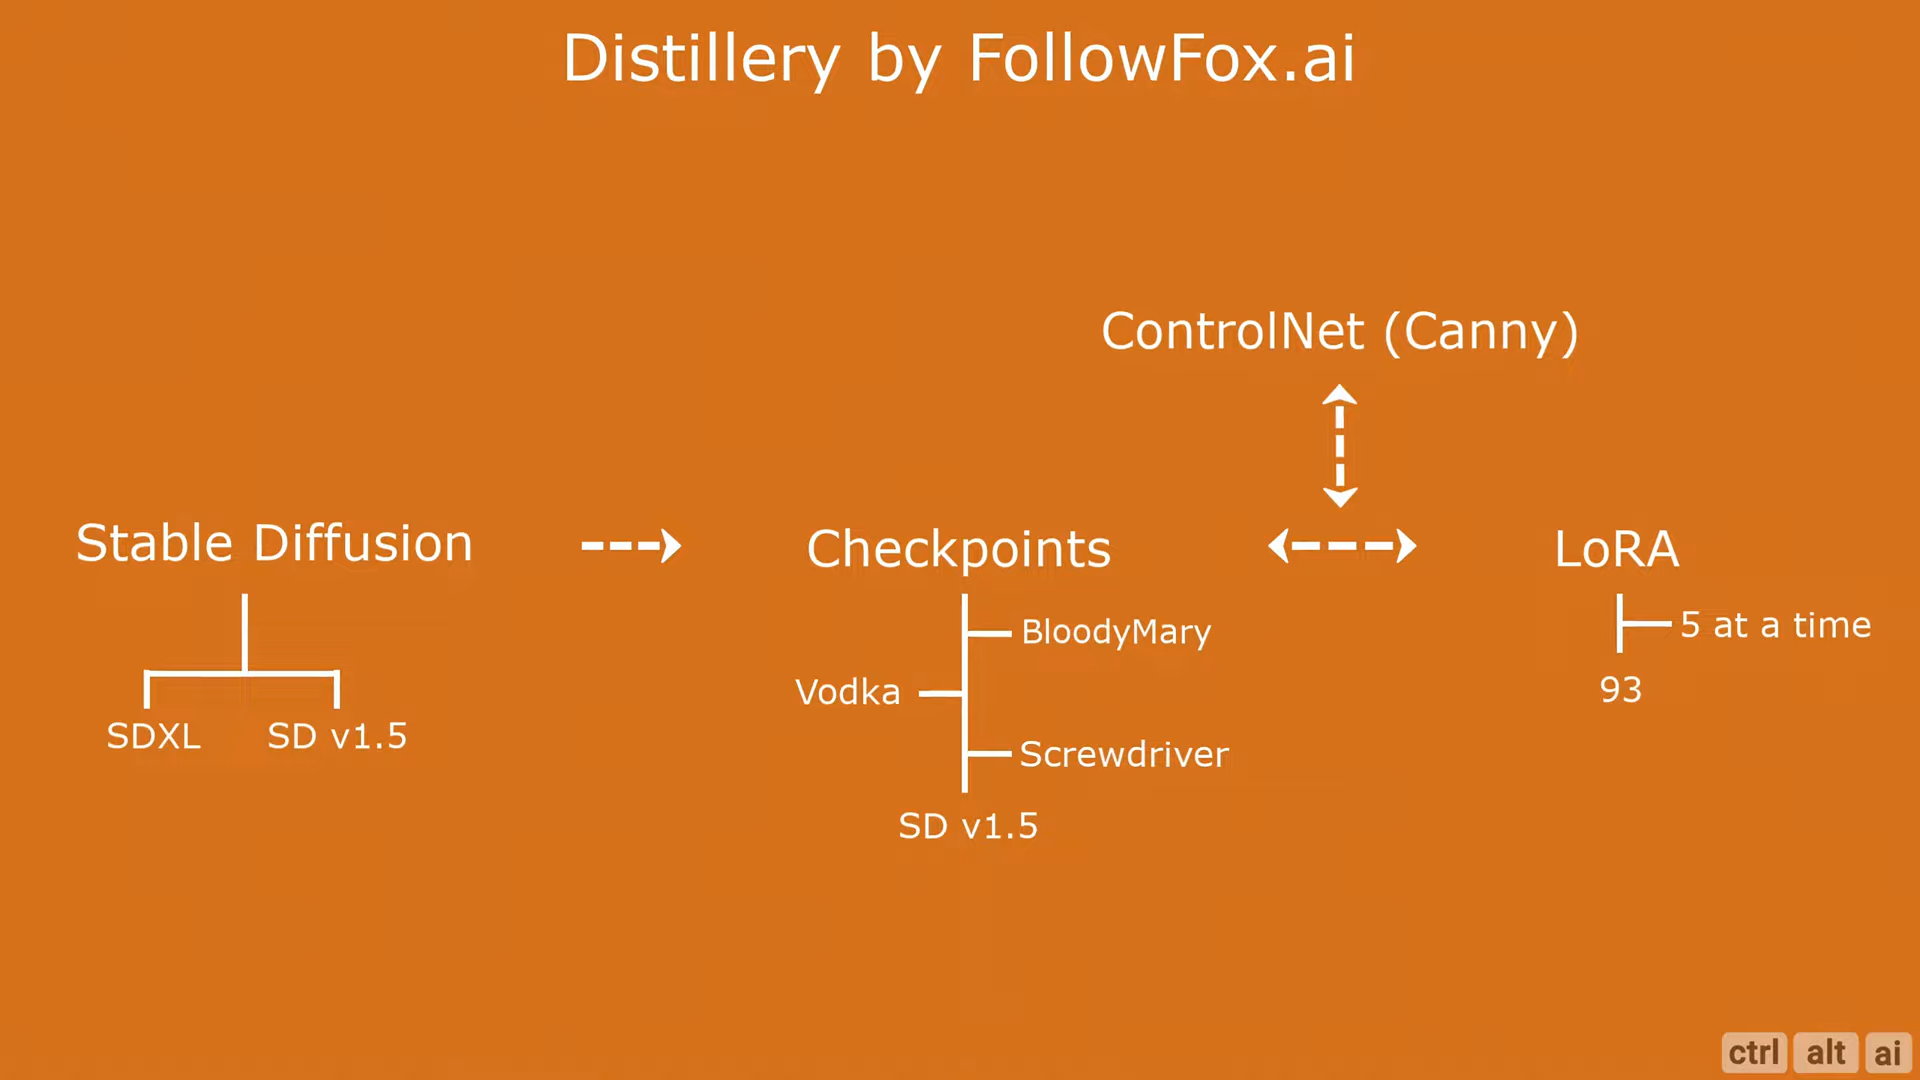 Distillery by FollowFox.ai
ControlNet (Canny)
Stable Diffusion
Checkpoints
LoRA
5 at a time
BloodyMary
93
Vodka
SDXL
SD v1.5
Screwdriver
SD v1.5
ctrl alt ai